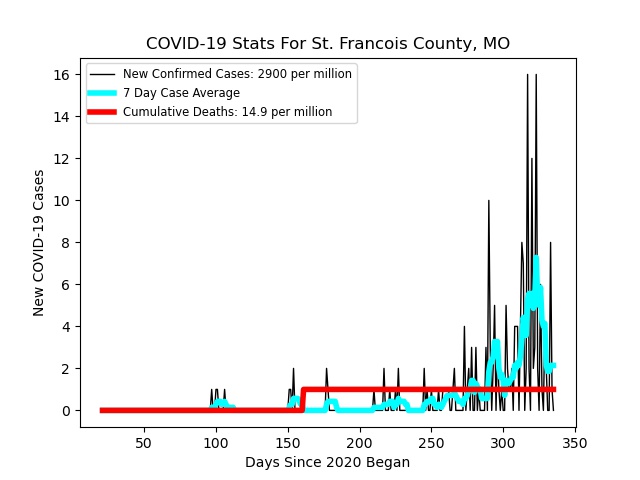 COVID-19 Stats For St. Francois County, MO
New Confirmed Cases: 2900 per million
7 Day Case Average
Cumulative Deaths: 14.9 per million
New COVID-19 Cases
16
14
12
10
8
6
4
2
0
50 100 150 200 250 300 350
Days Since 2020 Began